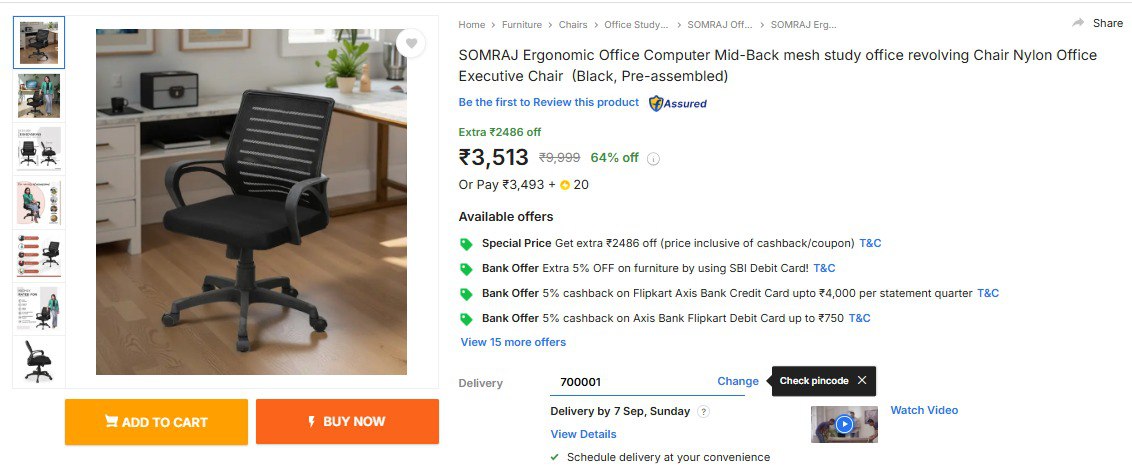 Home > Furniture > Chairs > Office Study... > SOMRAJ Off... > SOMRAJ Erg...
Share
SOMRAJ Ergonomic Office Computer Mid-Back mesh study office revolving Chair Nylon Office
Executive Chair (Black, Pre-assembled)
Be the first to Review this product Assured
Extra ₹2486 off
₹3,513 ₹9,999 64% off i
Or Pay ₹3,493 + 20
Available offers
Special Price Get extra ₹2486 off (price inclusive of cashback/coupon) T&C
Bank Offer Extra 5% OFF on furniture by using SBI Debit Card! T&C
Bank Offer 5% cashback on Flipkart Axis Bank Credit Card upto ₹4,000 per statement quarter T&C
Bank Offer 5% cashback on Axis Bank Flipkart Debit Card up to ₹750 T&C
View 15 more offers
Delivery 700001 Change Check pincode ✕
Delivery by 7 Sep, Sunday ?
View Details
Watch Video
Schedule delivery at your convenience
ADD TO CART
BUY NOW